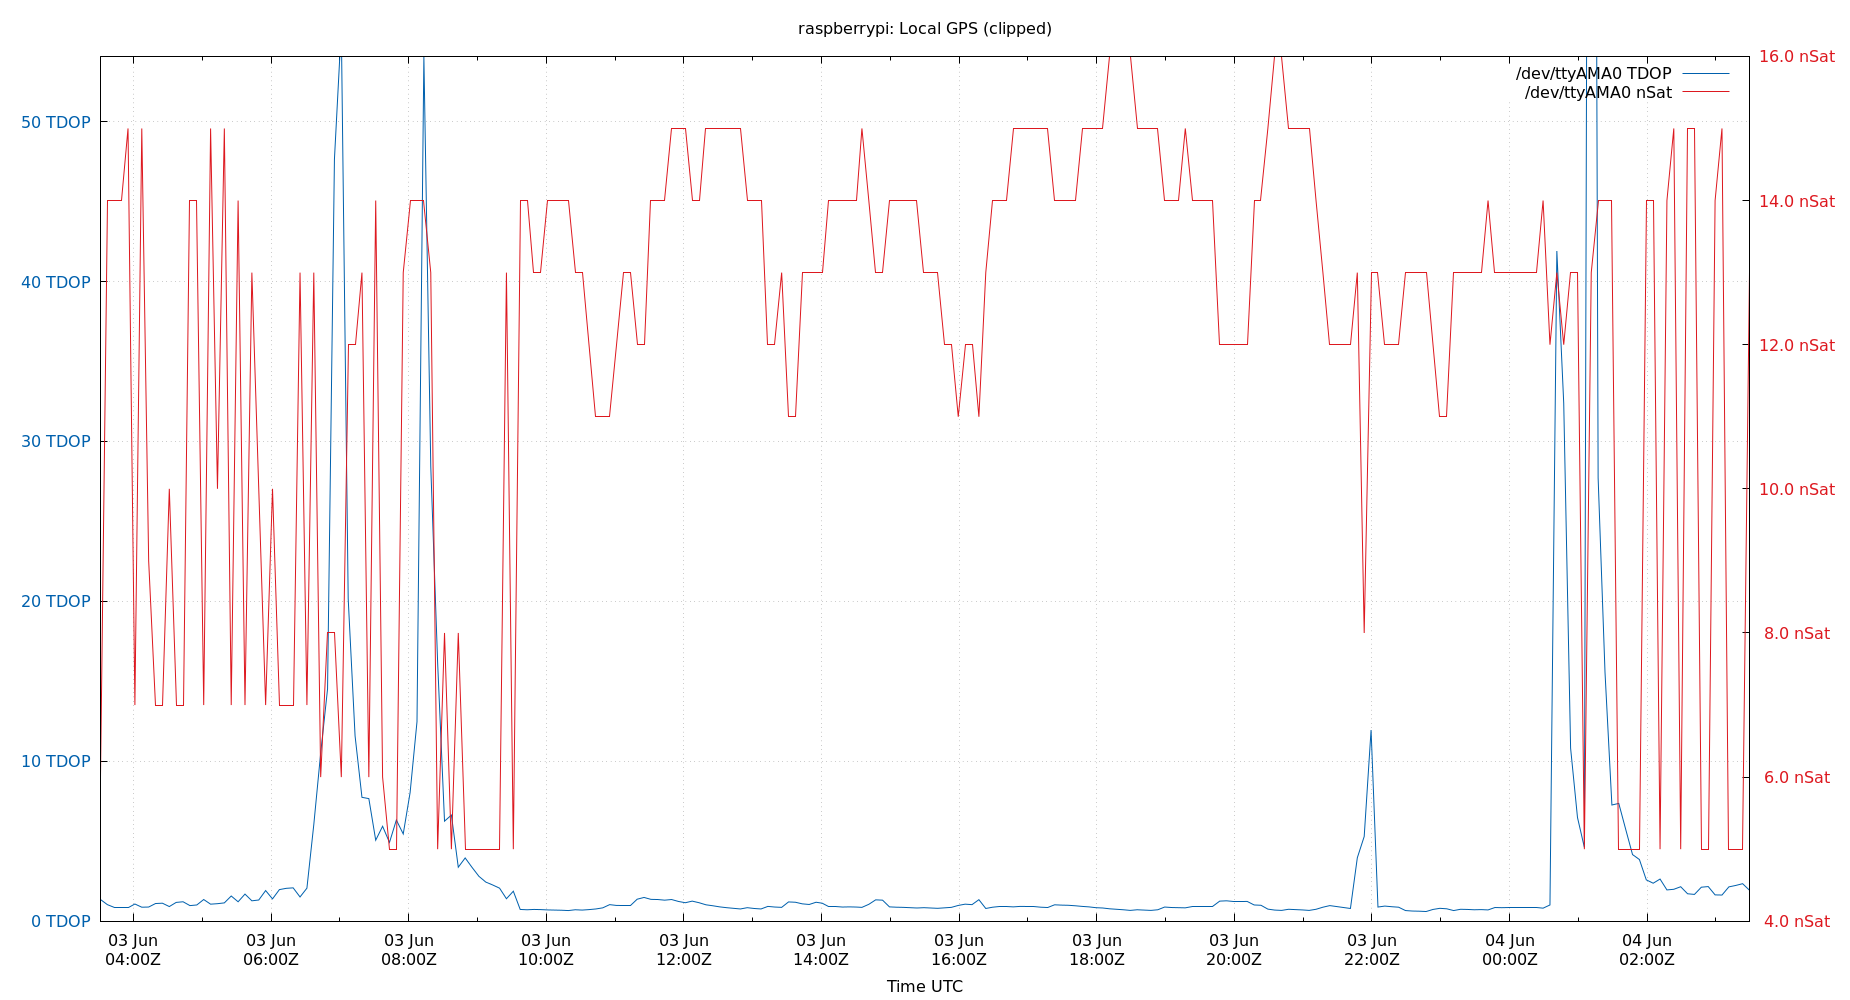 raspberrypi: Local GPS (clipped)
/dev/ttyAMA0 TDOP
/dev/ttyAMA0 nSat
50 TDOP
40 TDOP
30 TDOP
20 TDOP
10 TDOP
0 TDOP
16.0 nSat
14.0 nSat
12.0 nSat
10.0 nSat
8.0 nSat
6.0 nSat
4.0 nSat
03 Jun 03 Jun 03 Jun 03 Jun 03 Jun 03 Jun 03 Jun 03 Jun 03 Jun 03 Jun 04 Jun 04 Jun
04:00Z 06:00Z 08:00Z 10:00Z 12:00Z 14:00Z 16:00Z 18:00Z 20:00Z 22:00Z 00:00Z 02:00Z
Time UTC